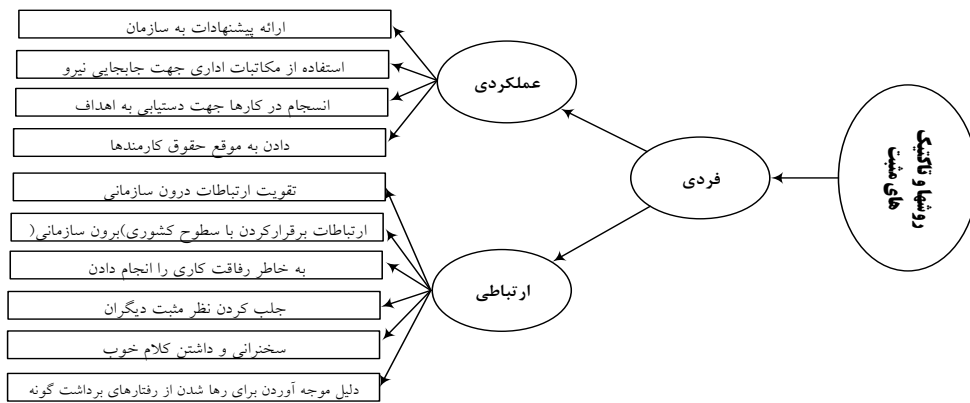 روشها و تاکتیک
های مثبت
فردی
عملکردی
ارائه پیشنهادات به سازمان
استفاده از مکاتبات اداری جهت جابجایی نیرو
انسجام در کارها جهت دستیابی به اهداف
دادن به موقع حقوق کارمندها
ارتباطی
تقویت ارتباطات درون سازمانی
ارتباطات برقرارکردن با سطوح کشوری)برون سازمانی(
به خاطر رفاقت کاری را انجام دادن
جلب کردن نظر مثبت دیگران
سخنرانی و داشتن کلام خوب
دلیل موجه آوردن برای رها شدن از رفتارهای برداشت گونه